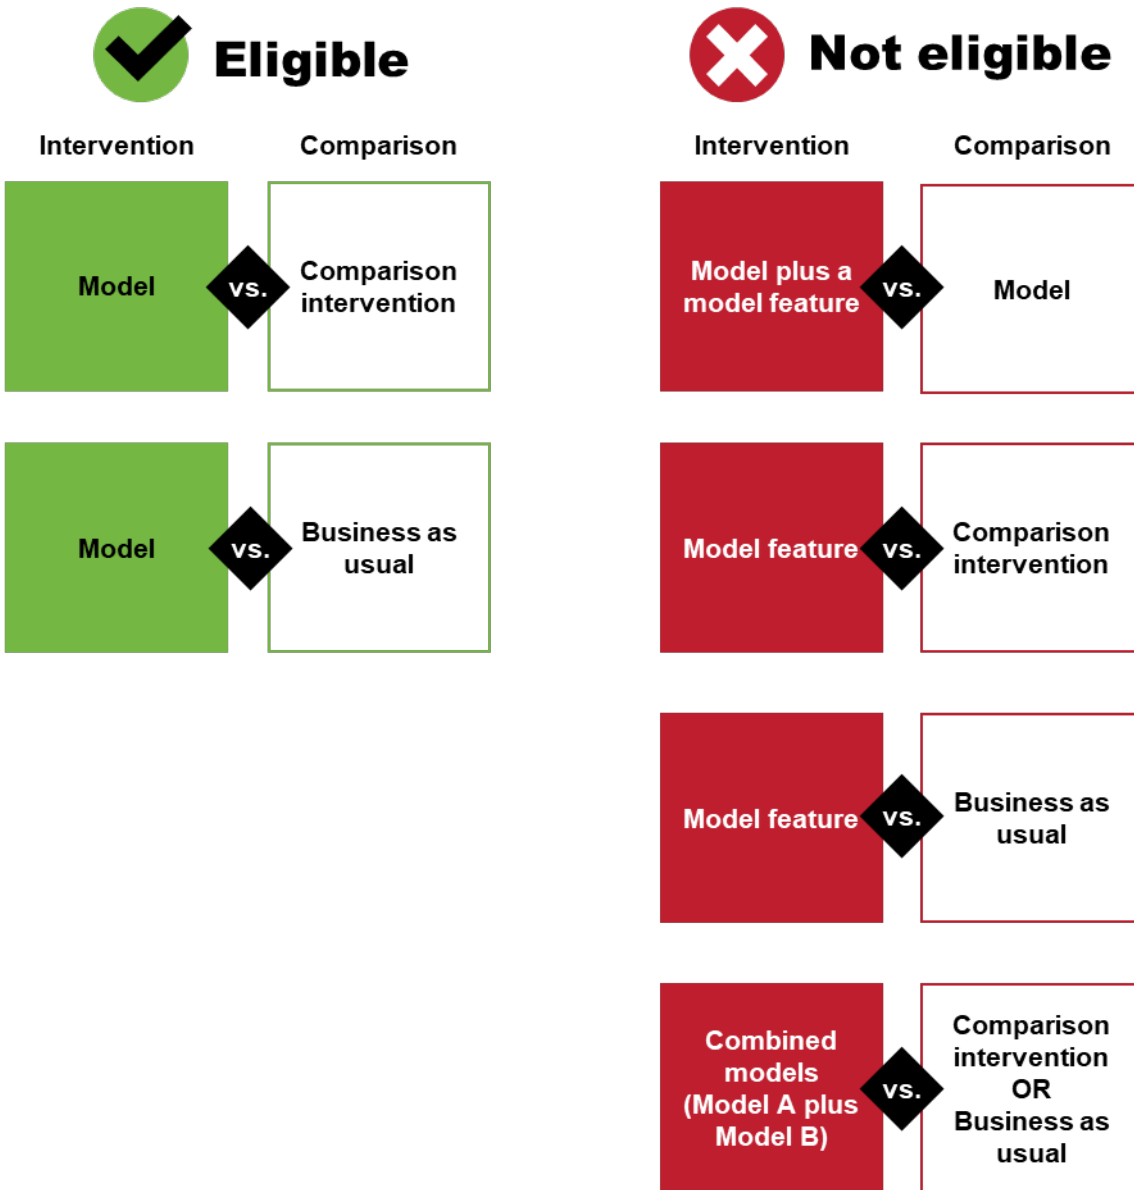 Eligible
Intervention
Comparison
Model
vs.
Comparison
intervention
Model
vs.
Business as
usual
Not eligible
Intervention
Comparison
Model plus a
model feature
vs.
Model
Model feature
vs.
Comparison
intervention
Model feature
vs.
Business as
usual
Combined
models
(Model A plus
Model B)
vs.
Comparison
intervention
OR
Business as
usual